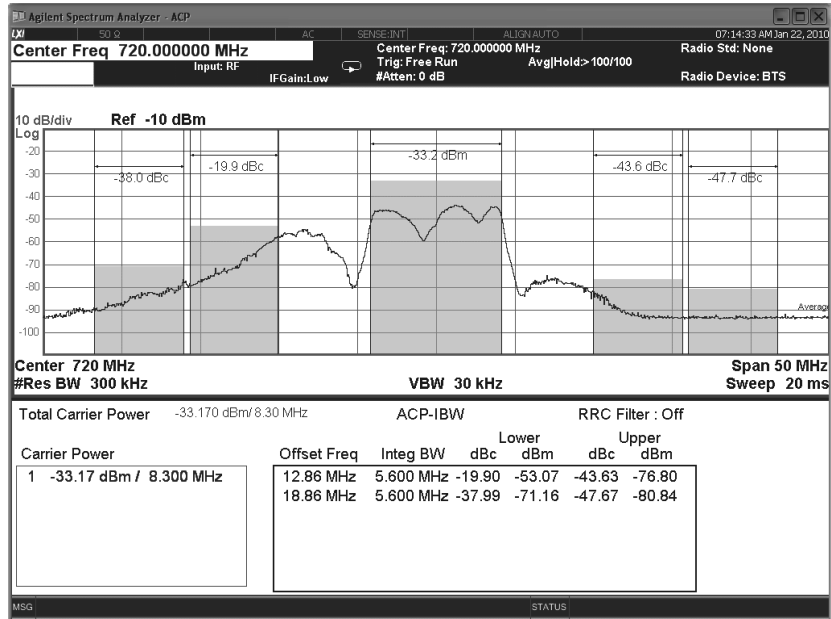 Agilent Spectrum Analyzer - ACP
LXI 50 Ω AC SENSE:INT ALIGNAUTO 07:14:33 AM Jan 22, 2010
Center Freq 720.000000 MHz
Input: RF
IFGain:Low
Center Freq: 720.000000 MHz
Trig: Free Run Avg|Hold:>100/100
#Atten: 0 dB
Radio Std: None
Radio Device: BTS
10 dB/div Ref -10 dBm
Log
-20
-30
-40
-50
-60
-70
-80
-90
-100
-38.0 dBc
-19.9 dBc
-33.2 dBm
-43.6 dBc
-47.7 dBc
Average
Center 720 MHz Span 50 MHz
#Res BW 300 kHz VBW 30 kHz Sweep 20 ms
Total Carrier Power -33.170 dBm/ 8.30 MHz ACP-IBW RRC Filter : Off
Lower Upper
Carrier Power Offset Freq Integ BW dBc dBm dBc dBm
1 -33.17 dBm / 8.300 MHz 12.86 MHz 5.600 MHz -19.90 -53.07 -43.63 -76.80
18.86 MHz 5.600 MHz -37.99 -71.16 -47.67 -80.84
MSG STATUS